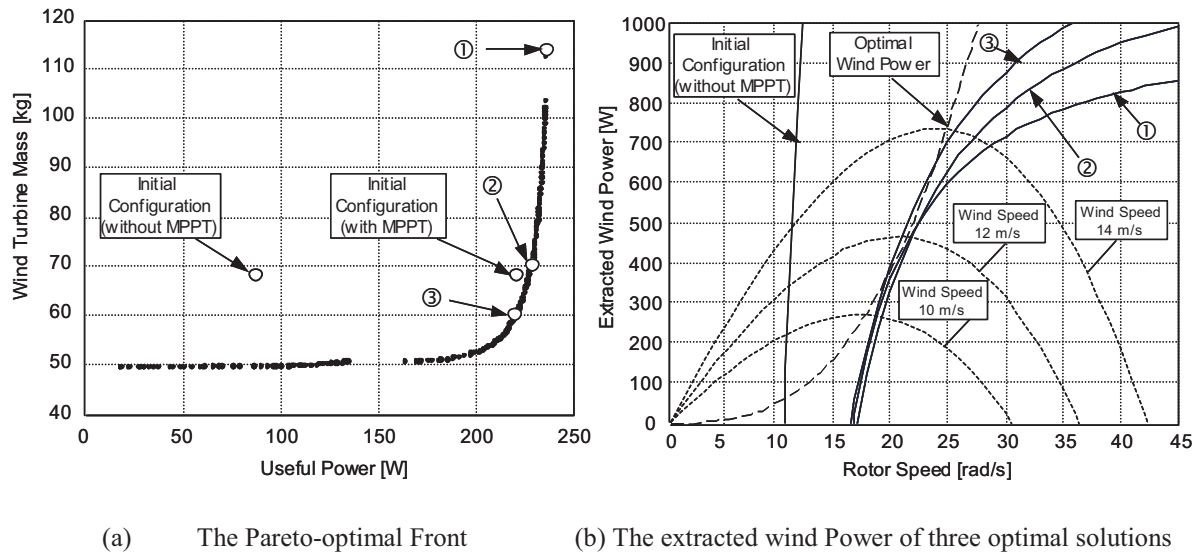 120
110
100
90
80
70
60
50
40
Wind Turbine Mass [kg]
0
50
100
150
200
250
Useful Power [W]
①
②
③
Initial
Configuration
(without MPPT)
Initial
Configuration
(with MPPT)
1000
900
800
700
600
500
400
300
200
100
0
Extracted Wind Power [W]
0
5
10
15
20
25
30
35
40
45
Rotor Speed [rad/s]
Initial
Configuration
(without MPPT)
Optimal
Wind Power
③
①
②
Wind Speed
12 m/s
Wind Speed
14 m/s
Wind Speed
10 m/s
(a) The Pareto-optimal Front
(b) The extracted wind Power of three optimal solutions